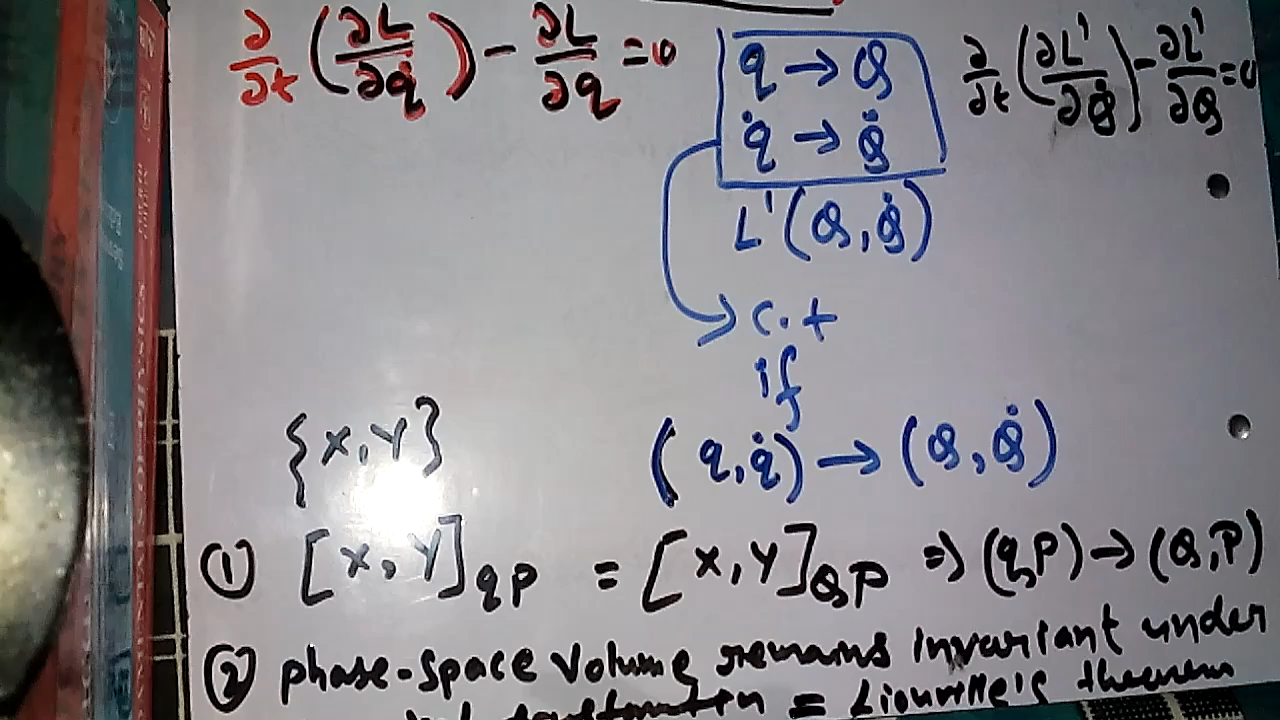 ∂/∂t (∂L/∂q̇) - ∂L/∂q = 0
q → Q
q̇ → Q̇
∂/∂t (∂L'/∂Q̇) - ∂L'/∂Q = 0
L'(Q, Q̇)
c.t
if
{x, y}
(q, q̇) → (Q, Q̇)
① [x, y]qp = [x, y]QP ⇒ (q, p) → (Q, P)
② phase-space volume remains invariant under
= Liouville's theorem